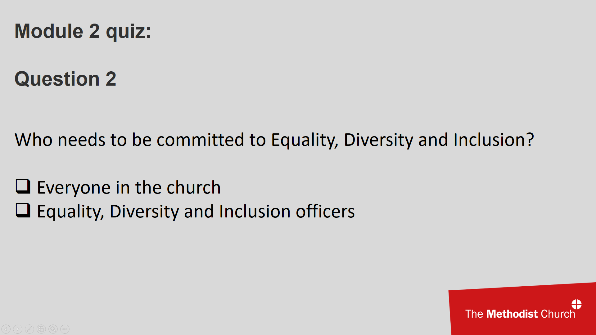 Module 2 quiz:
Question 2
Who needs to be committed to Equality, Diversity and Inclusion?
Everyone in the church
Equality, Diversity and Inclusion officers
The Methodist Church